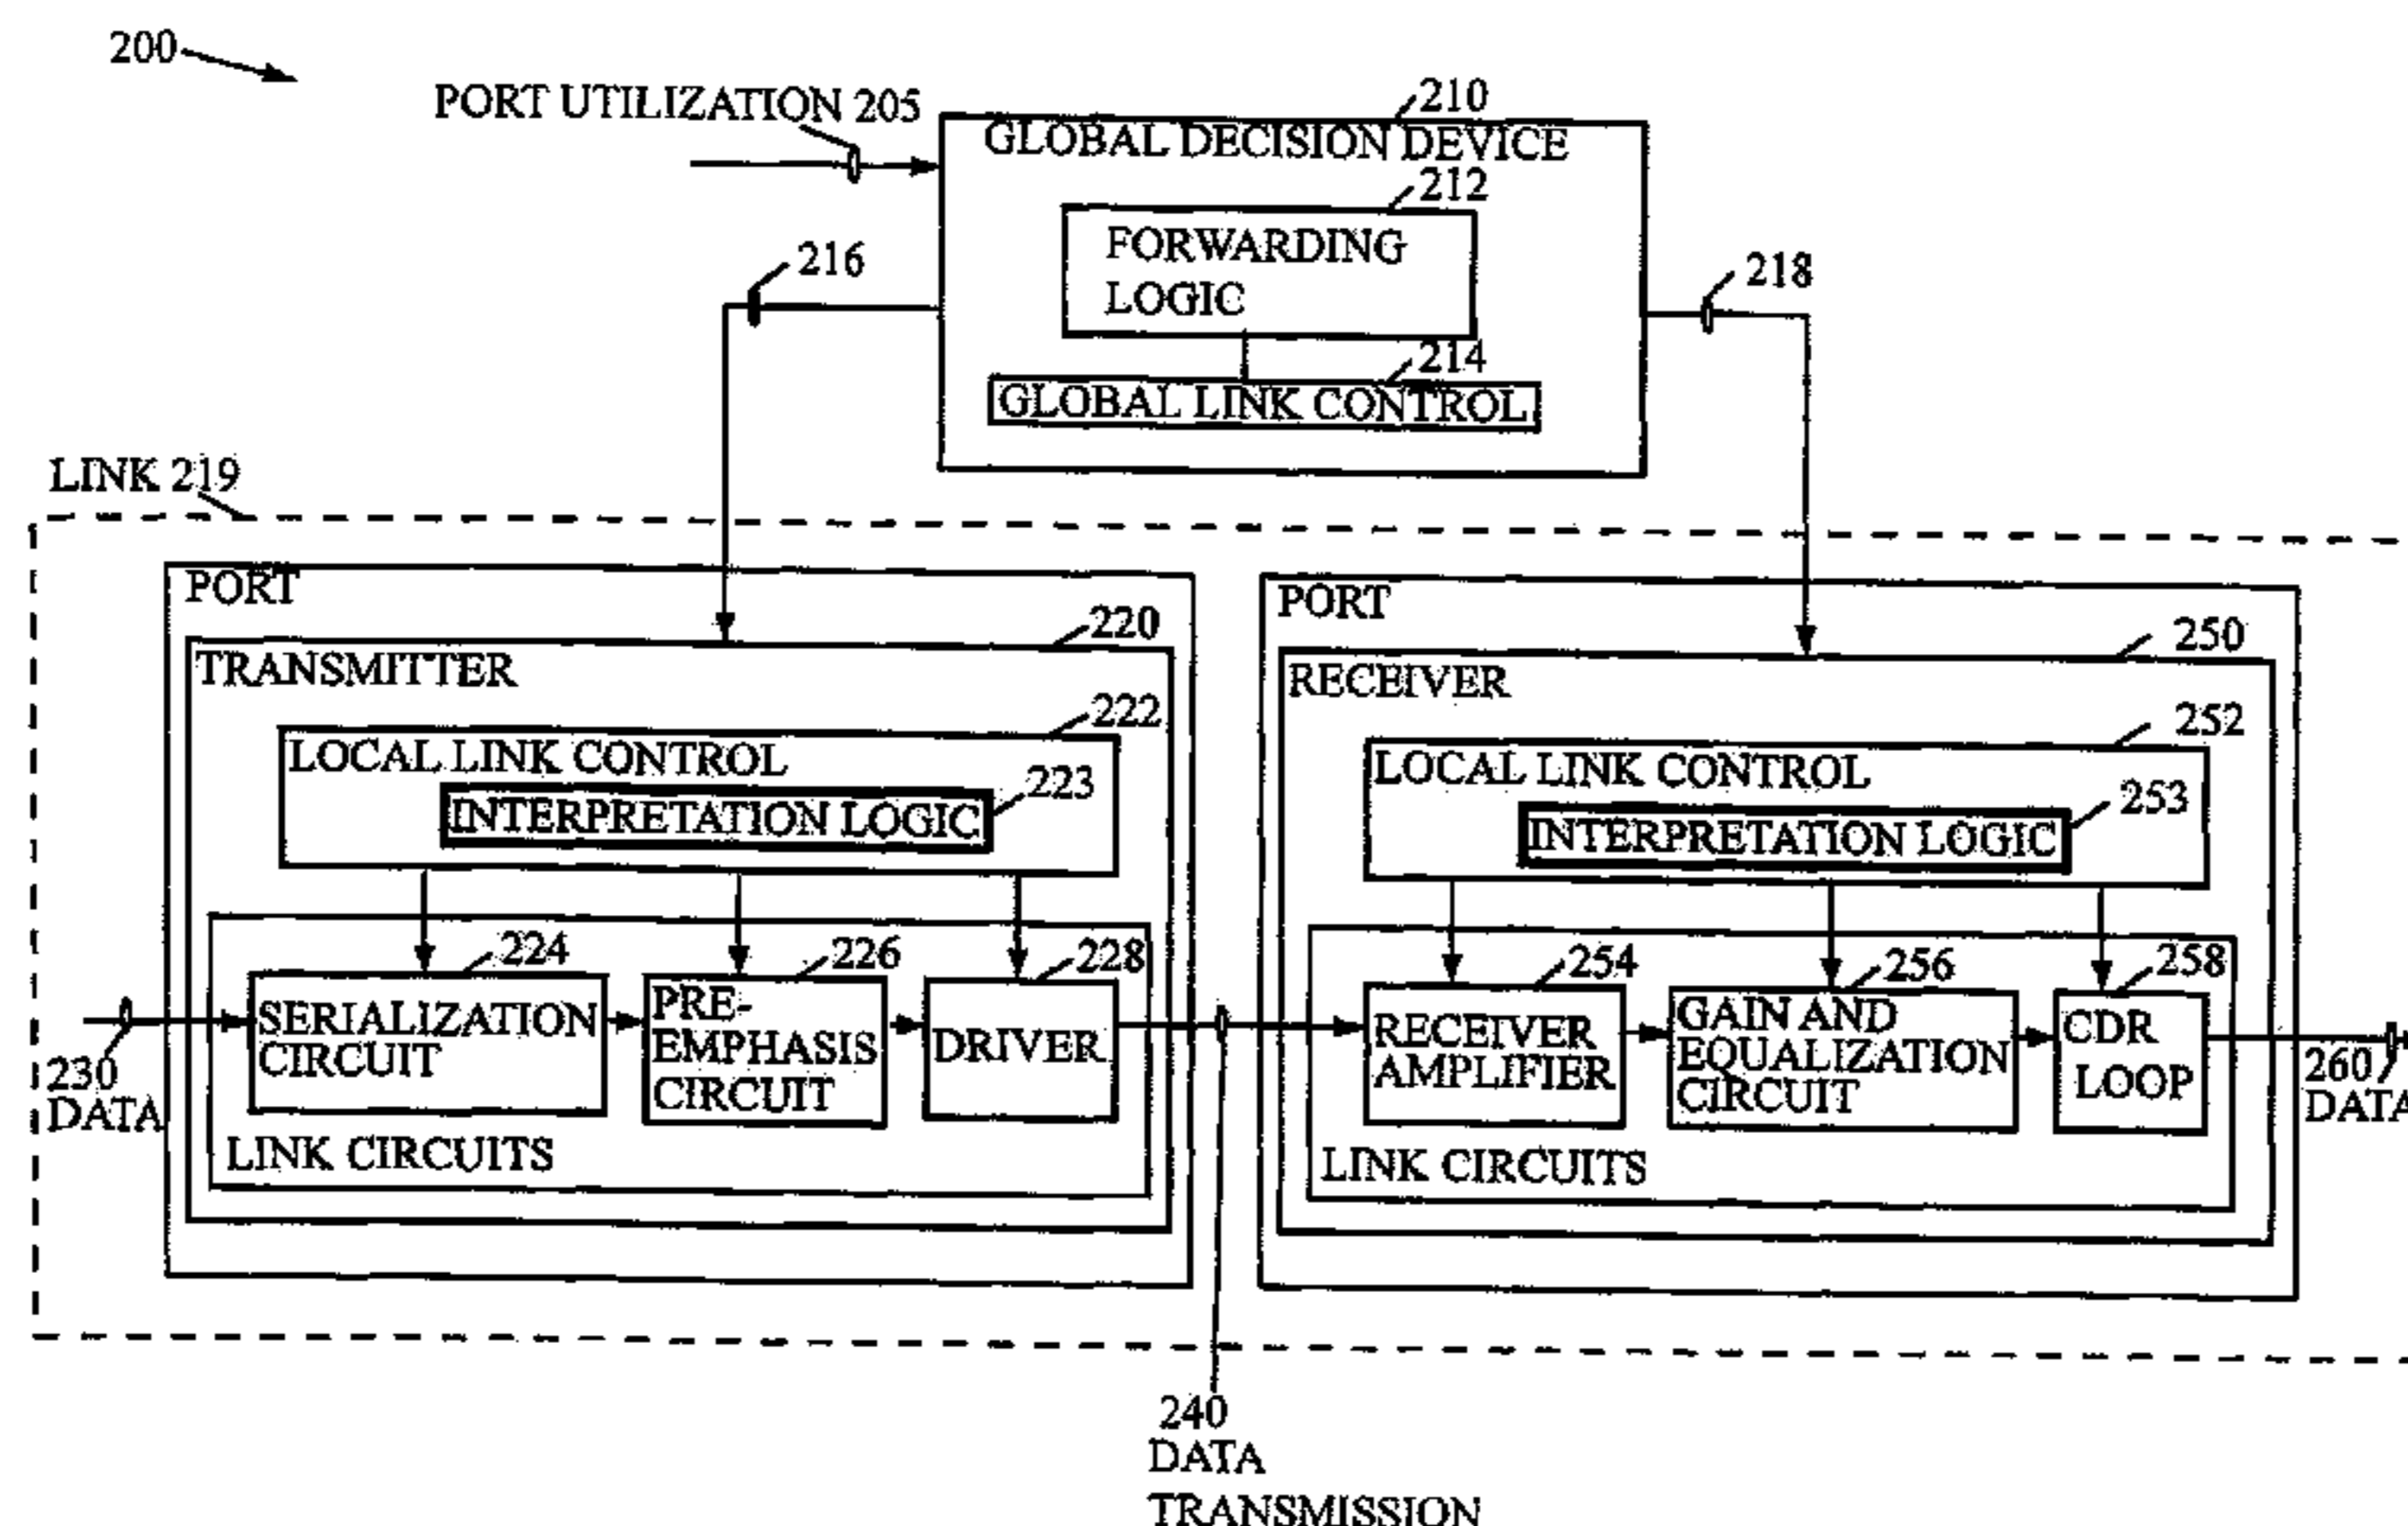 200
PORT UTILIZATION 205
210
GLOBAL DECISION DEVICE
212
FORWARDING
LOGIC
216
218
214
GLOBAL LINK CONTROL
LINK 219
PORT
220
TRANSMITTER
222
LOCAL LINK CONTROL
223
INTERPRETATION LOGIC
224
226
228
SERIALIZATION
CIRCUIT
PRE-
EMPHASIS
CIRCUIT
DRIVER
230
DATA
LINK CIRCUITS
PORT
250
RECEIVER
252
LOCAL LINK CONTROL
253
INTERPRETATION LOGIC
254
256
258
RECEIVER
AMPLIFIER
GAIN AND
EQUALIZATION
CIRCUIT
CDR
LOOP
260
DATA
LINK CIRCUITS
240
DATA
TRANSMISSION